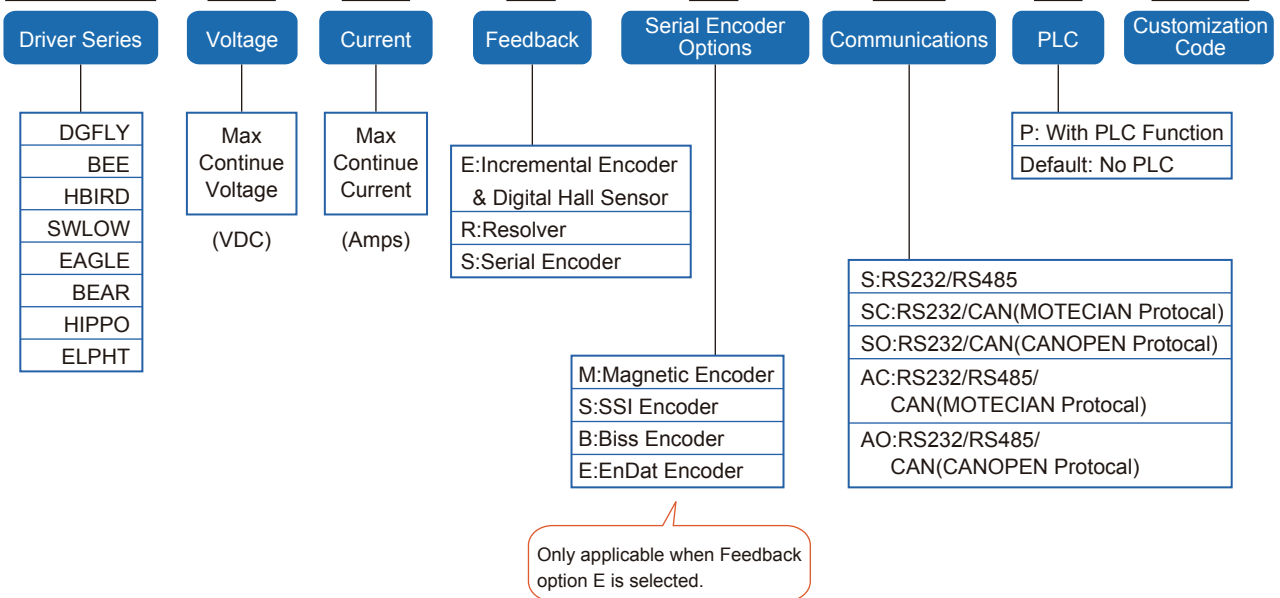 Driver Series
Voltage
Current
Feedback
Serial Encoder
Options
Communications
PLC
Customization
Code
DGFLY
BEE
HBIRD
SWLOW
EAGLE
BEAR
HIPPO
ELPHT
Max
Continue
Voltage
(VDC)
Max
Continue
Current
(Amps)
E:Incremental Encoder
& Digital Hall Sensor
R:Resolver
S:Serial Encoder
M:Magnetic Encoder
S:SSI Encoder
B:Biss Encoder
E:EnDat Encoder
Only applicable when Feedback
option E is selected.
S:RS232/RS485
SC:RS232/CAN(MOTECIAN Protocal)
SO:RS232/CAN(CANOPEN Protocal)
AC:RS232/RS485/
CAN(MOTECIAN Protocal)
AO:RS232/RS485/
CAN(CANOPEN Protocal)
P: With PLC Function
Default: No PLC